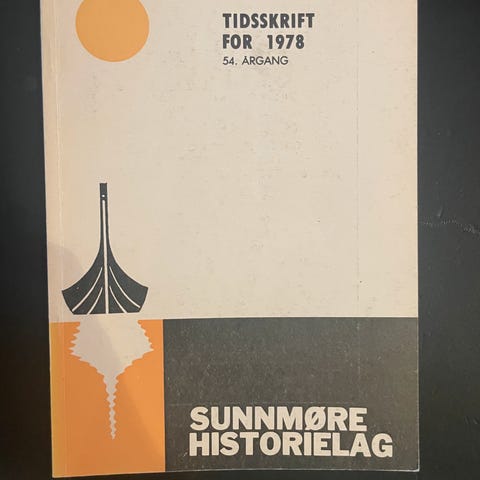 TIDSSKRIFT
FOR 1978
54. ÅRGANG
SUNNMØRE
HISTORIELAG